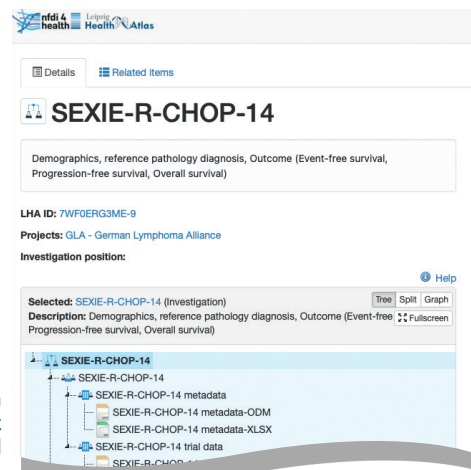 nfdi 4 health Leipzig Health Atlas
Details Related items
SEXIE-R-CHOP-14
Demographics, reference pathology diagnosis, Outcome (Event-free survival,
Progression-free survival, Overall survival)
LHA ID: 7WF0ERG3ME-9
Projects: GLA - German Lymphoma Alliance
Investigation position:
Help
Selected: SEXIE-R-CHOP-14 (Investigation) Tree Split Graph
Description: Demographics, reference pathology diagnosis, Outcome (Event-free Fullscreen
Progression-free survival, Overall survival)
SEXIE-R-CHOP-14
SEXIE-R-CHOP-14
SEXIE-R-CHOP-14 metadata
SEXIE-R-CHOP-14 metadata-ODM
SEXIE-R-CHOP-14 metadata-XLSX
SEXIE-R-CHOP-14 trial data